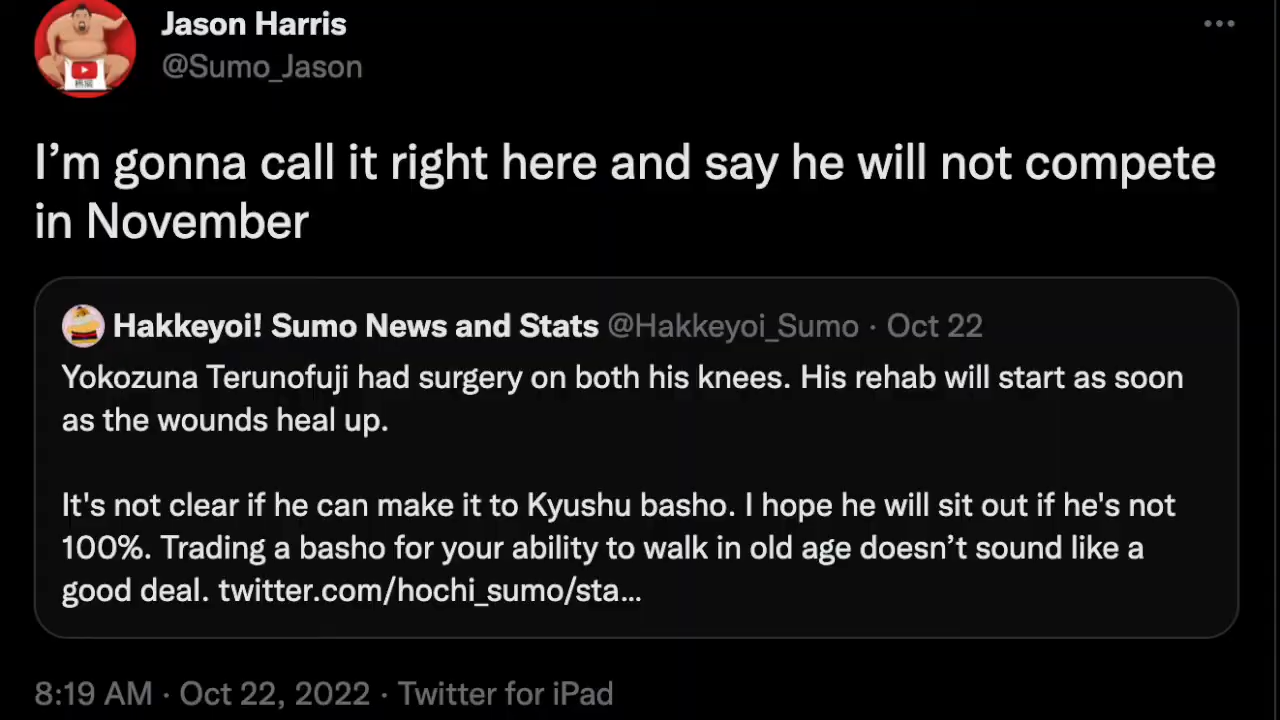 Jason Harris
@Sumo_Jason
I’m gonna call it right here and say he will not compete
in November
Hakkeyoi! Sumo News and Stats @Hakkeyoi_Sumo · Oct 22
Yokozuna Terunofuji had surgery on both his knees. His rehab will start as soon
as the wounds heal up.
It's not clear if he can make it to Kyushu basho. I hope he will sit out if he's not
100%. Trading a basho for your ability to walk in old age doesn’t sound like a
good deal. twitter.com/hochi_sumo/sta…
8:19 AM · Oct 22, 2022 · Twitter for iPad